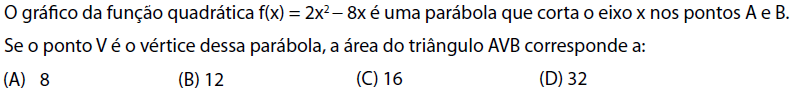 O gráfico da função quadrática f(x) = 2x² – 8x é uma parábola que corta o eixo x nos pontos A e B.
Se o ponto V é o vértice dessa parábola, a área do triângulo AVB corresponde a:
(A) 8 (B) 12 (C) 16 (D) 32